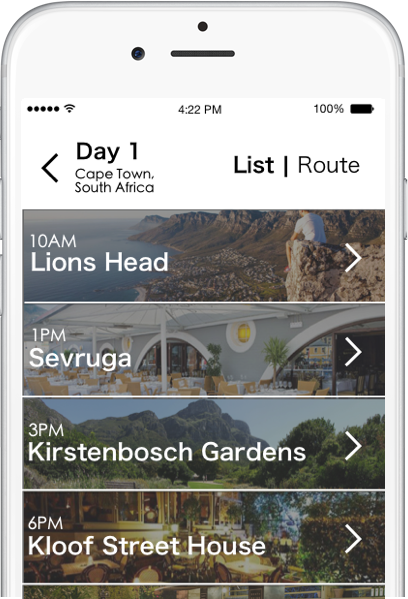 4:22 PM
100%
Day 1
Cape Town,
South Africa
List | Route
10AM
Lions Head
1PM
Sevruga
3PM
Kirstenbosch Gardens
6PM
Kloof Street House